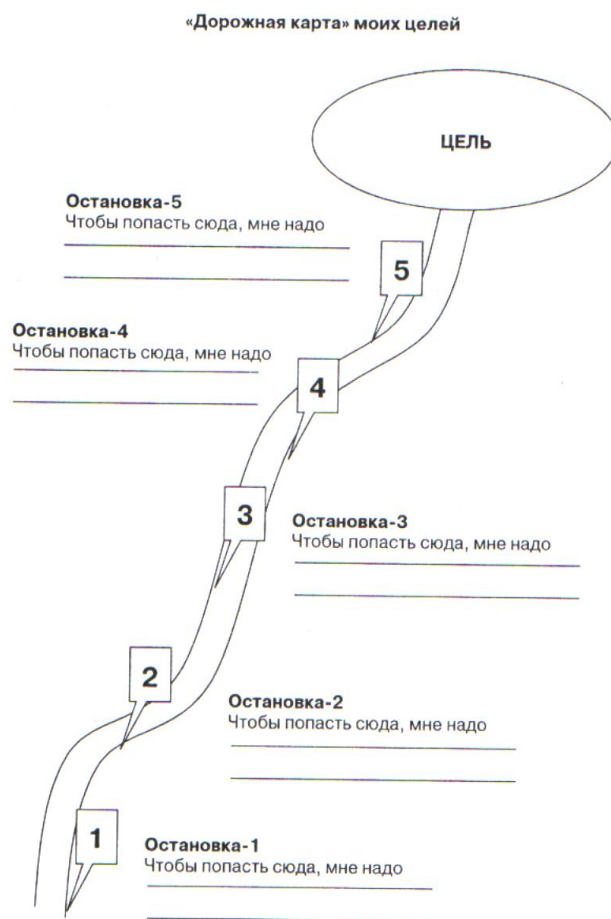 «Дорожная карта» моих целей
ЦЕЛЬ
Остановка-5
Чтобы попасть сюда, мне надо
5
Остановка-4
Чтобы попасть сюда, мне надо
4
3
Остановка-3
Чтобы попасть сюда, мне надо
2
Остановка-2
Чтобы попасть сюда, мне надо
1
Остановка-1
Чтобы попасть сюда, мне надо